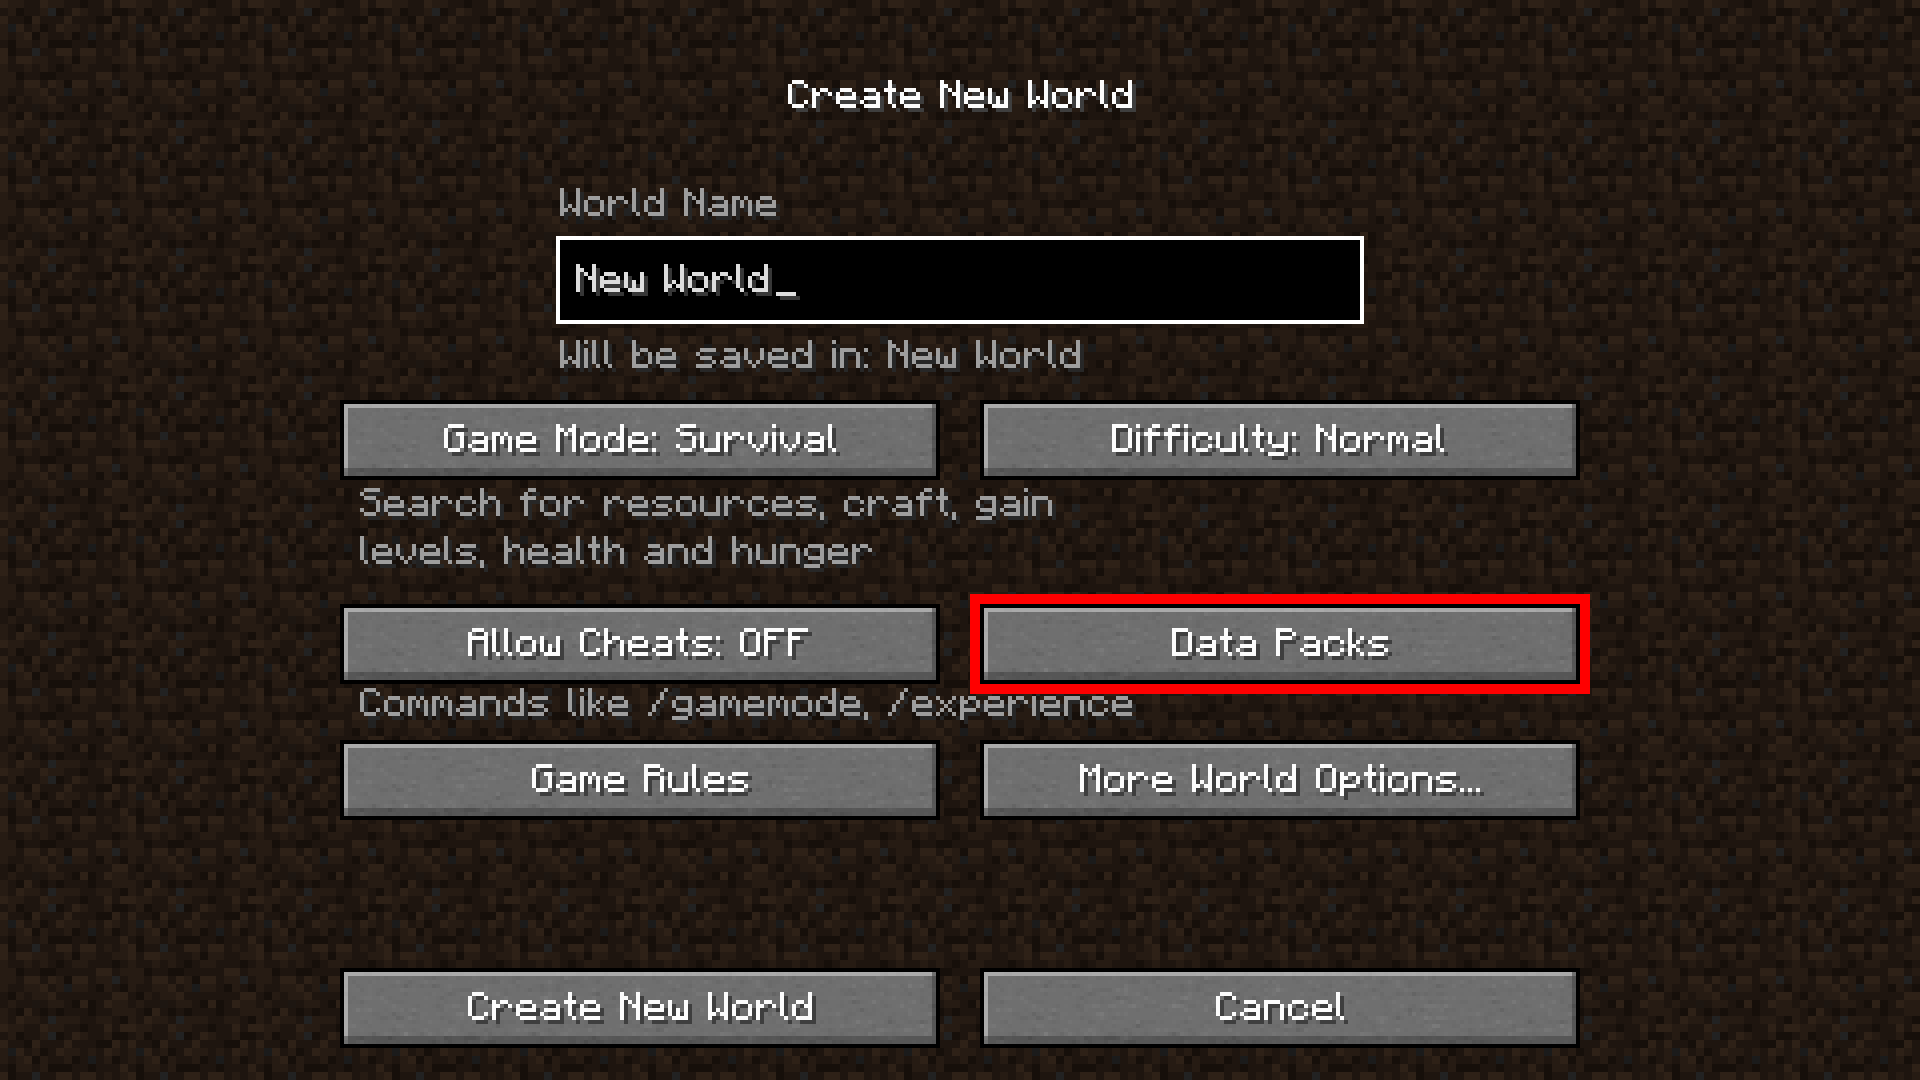 Create New World
World Name
New World_
Will be saved in: New World
Game Mode: Survival
Difficulty: Normal
Search for resources, craft, gain
levels, health and hunger
Allow Cheats: OFF
Data Packs
Commands like /gamemode, /experience
Game Rules
More World Options...
Create New World
Cancel